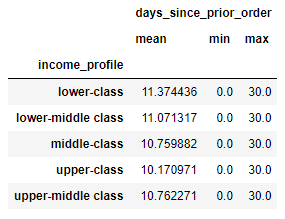 days_since_prior_order
mean min max
income_profile
lower-class 11.374436 0.0 30.0
lower-middle class 11.071317 0.0 30.0
middle-class 10.759882 0.0 30.0
upper-class 10.170971 0.0 30.0
upper-middle class 10.762271 0.0 30.0